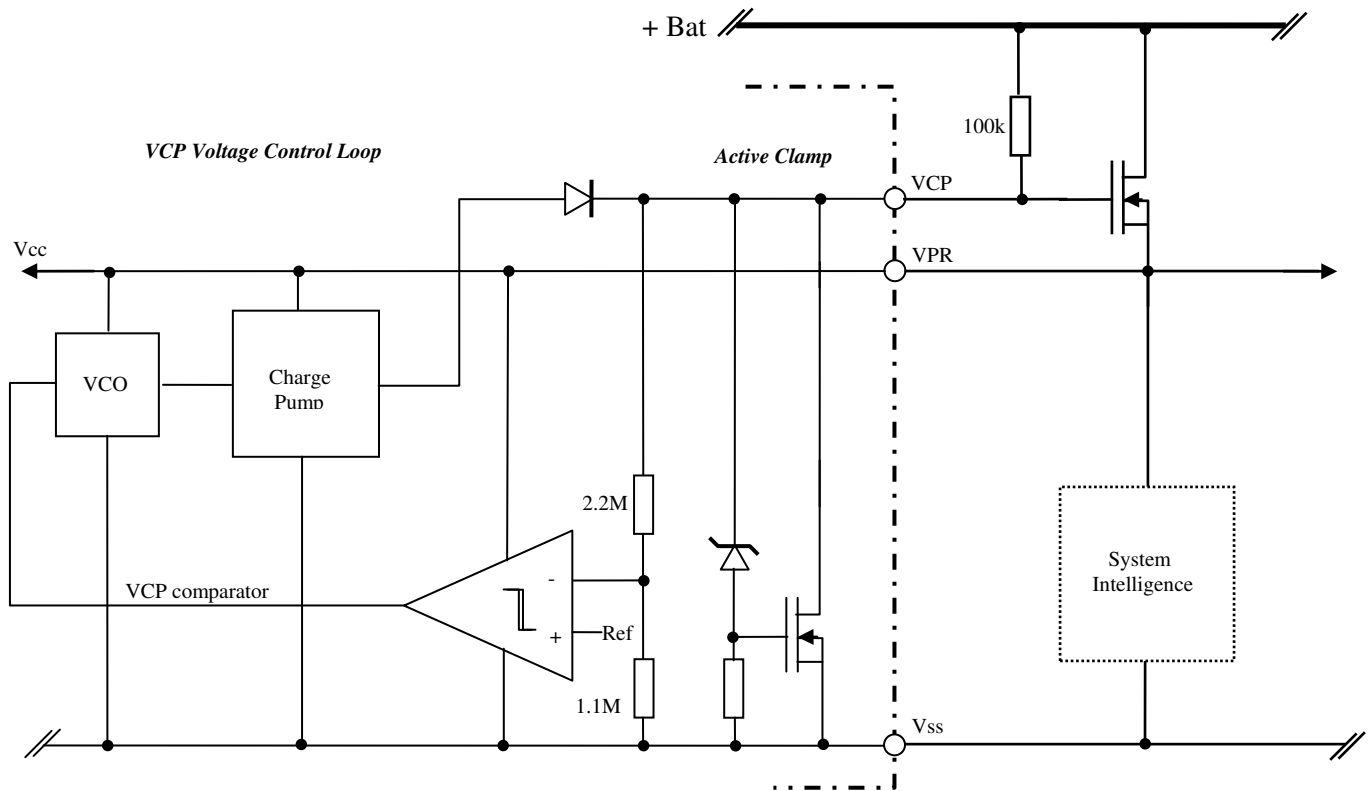 + Bat
100k
VCP Voltage Control Loop
Active Clamp
VCP
Vcc
VPR
VCO
Charge
Pump
2.2M
System
Intelligence
VCP comparator
-
+
Ref
1.1M
Vss